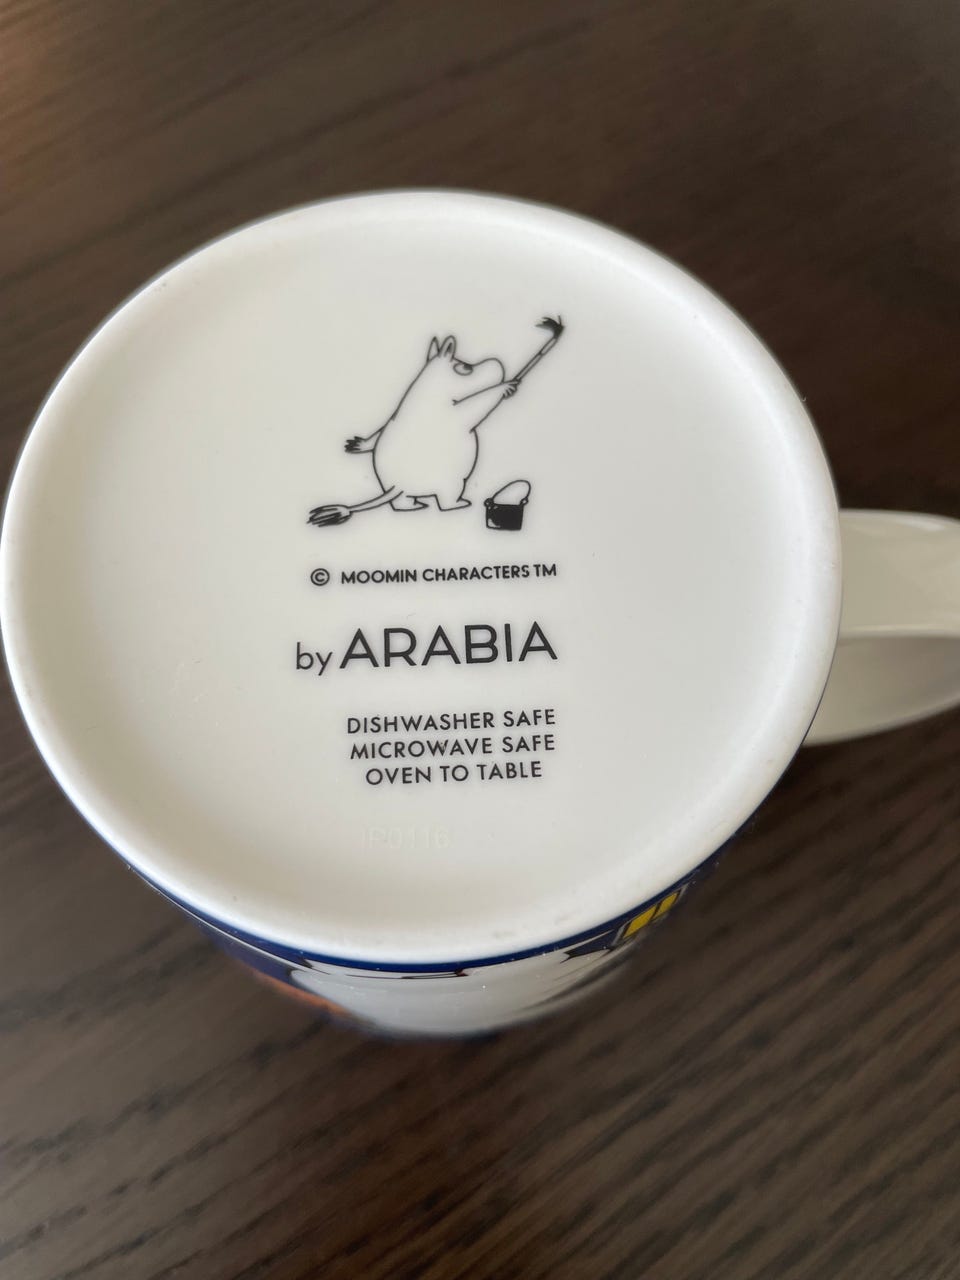 © MOOMIN CHARACTERS TM
by ARABIA
DISHWASHER SAFE
MICROWAVE SAFE
OVEN TO TABLE